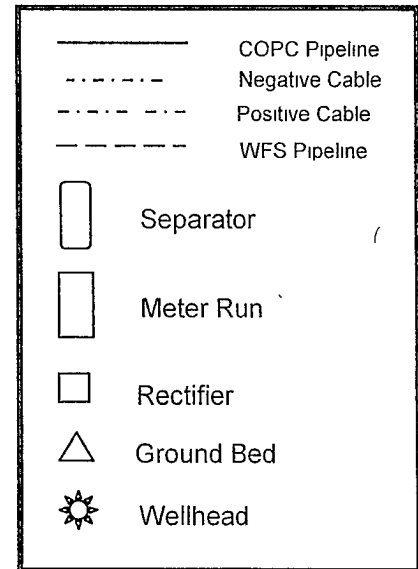 COPC Pipeline
Negative Cable
Positive Cable
WFS Pipeline
Separator
Meter Run
Rectifier
Ground Bed
Wellhead